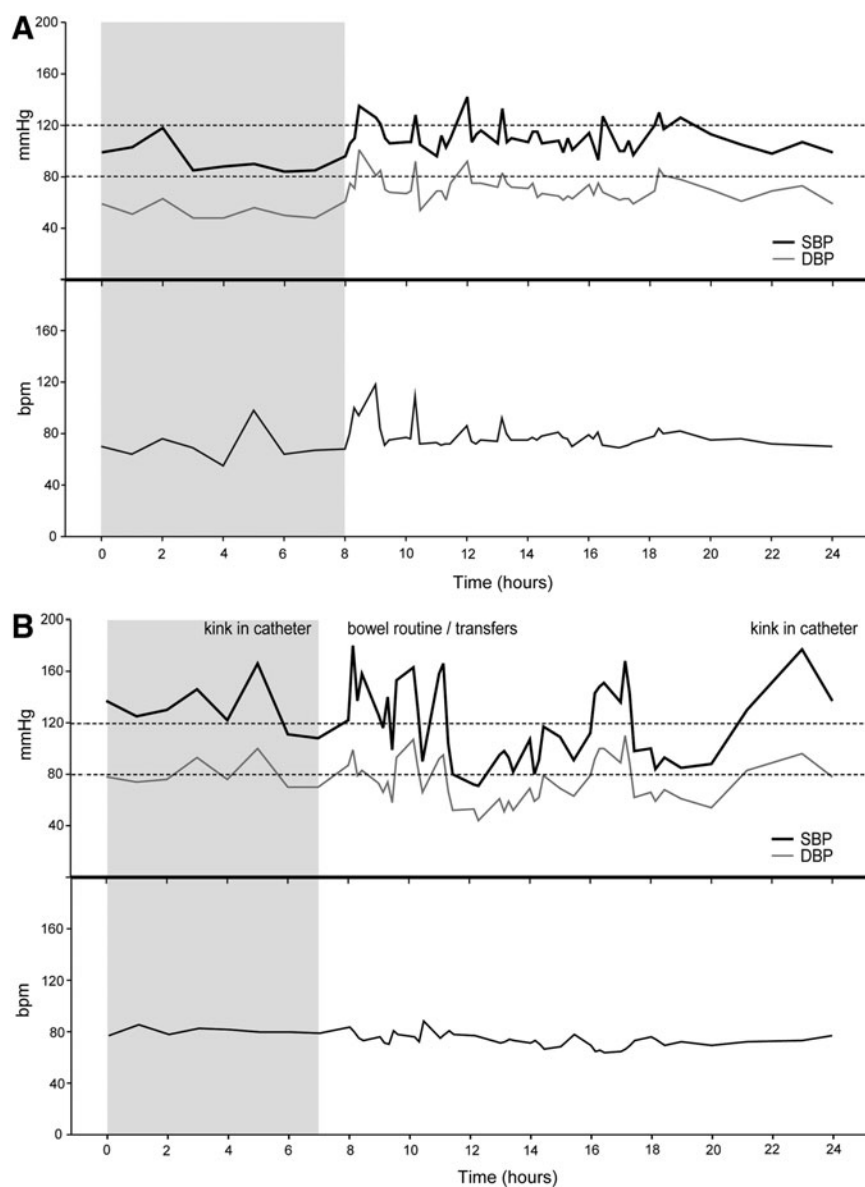 A
200
160
120
80
40
mmHg
SBP
DBP
160
120
80
40
0
bpm
0 2 4 6 8 10 12 14 16 18 20 22 24
Time (hours)
B
kink in catheter bowel routine / transfers kink in catheter
200
160
120
80
40
mmHg
SBP
DBP
160
120
80
40
0
bpm
0 2 4 6 8 10 12 14 16 18 20 22 24
Time (hours)